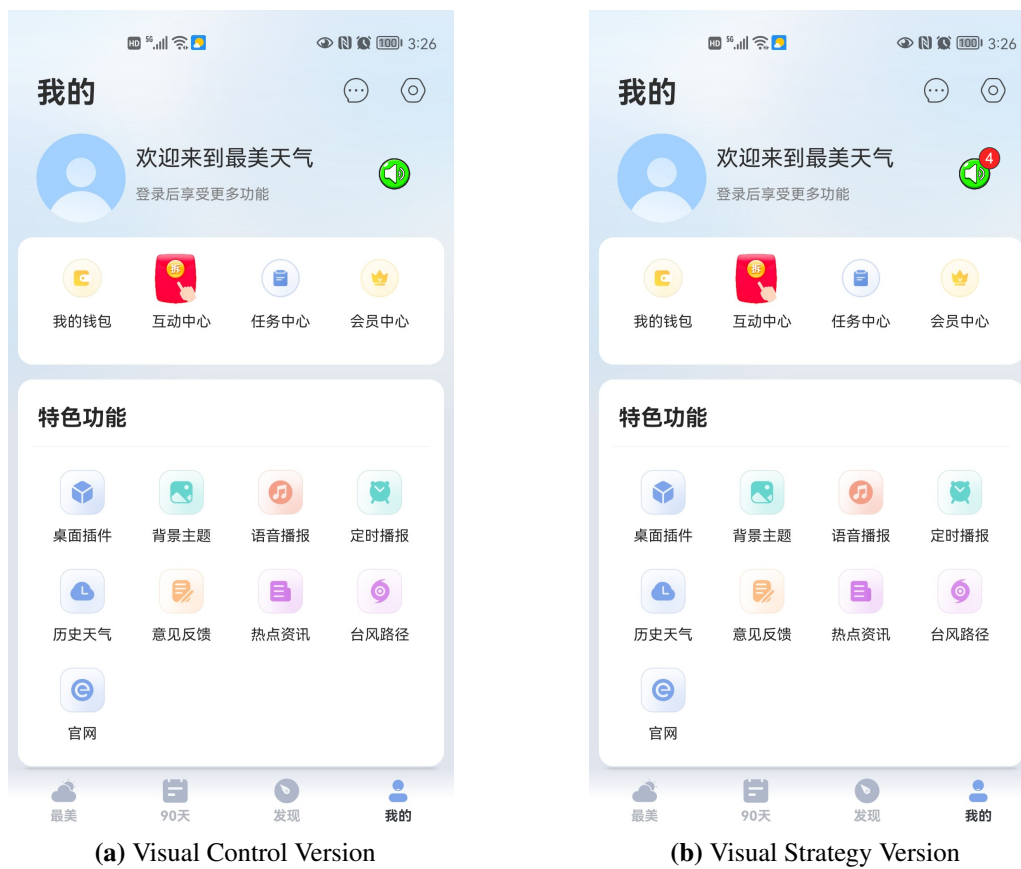 HD 5G 100 3:26
我的
欢迎来到最美天气
登录后享受更多功能
拆
我的钱包 互动中心 任务中心 会员中心
特色功能
桌面插件 背景主题 语音播报 定时播报
历史天气 意见反馈 热点资讯 台风路径
官网
最美 90天 发现 我的
(a) Visual Control Version
HD 5G 100 3:26
我的
欢迎来到最美天气
4
登录后享受更多功能
拆
我的钱包 互动中心 任务中心 会员中心
特色功能
桌面插件 背景主题 语音播报 定时播报
历史天气 意见反馈 热点资讯 台风路径
官网
最美 90天 发现 我的
(b) Visual Strategy Version